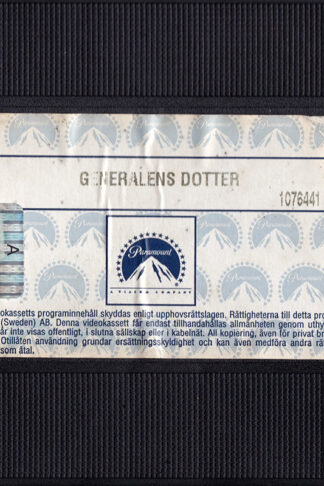 GENERALENS DOTTER
1076441
A
Paramount
A VIACOM COMPANY
okassetts programinnehåll skyddas enligt upphovsrättslagen. Rättigheterna till detta pro
(Sweden) AB. Denna videokassett får endast tillhandahållas allmänheten genom uthy
år inte visas offentligt, i slutna sällskap eller i kabelnät. All kopiering, även för privat br
Otillåten användning grundar ersättningsskyldighet och kan även medföra andra rä
som åtal.